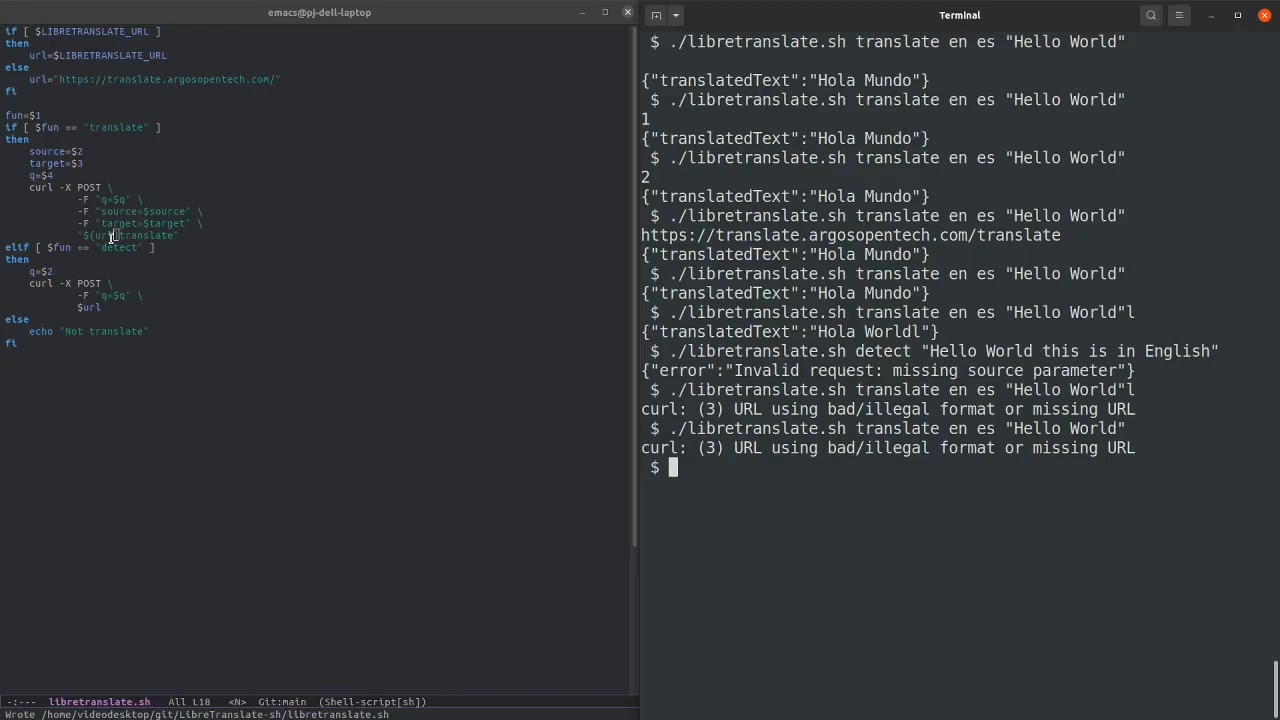 emacs@pj-dell-laptop
if [ $LIBRETRANSLATE_URL ]
then
    url=$LIBRETRANSLATE_URL
else
    url="https://translate.argosopentech.com/"
fi
fun=$1
if [ $fun == "translate" ]
then
    source=$2
    target=$3
    q=$4
    curl -X POST \
            -F "q=$q" \
            -F "source=$source" \
            -F "target=$target" \
            translate"
elif [ $fun == "detect" ]
then
    q=$2
    curl -X POST \
            -F "q=$q" \
            $url
else
    echo "Not translate"
fi
-:---  libretranslate.sh   All L18   <N>  Git:main  (Shell-script[sh])
Wrote /home/videodesktop/git/LibreTranslate-sh/libretranslate.sh
Terminal
$ ./libretranslate.sh translate en es "Hello World"
{"translatedText":"Hola Mundo"}
$ ./libretranslate.sh translate en es "Hello World"
1
{"translatedText":"Hola Mundo"}
$ ./libretranslate.sh translate en es "Hello World"
2
{"translatedText":"Hola Mundo"}
$ ./libretranslate.sh translate en es "Hello World"
https://translate.argosopentech.com/translate
{"translatedText":"Hola Mundo"}
$ ./libretranslate.sh translate en es "Hello World"
{"translatedText":"Hola Mundo"}
$ ./libretranslate.sh translate en es "Hello World"l
{"translatedText":"Hola Worldl"}
$ ./libretranslate.sh detect "Hello World this is in English"
{"error":"Invalid request: missing source parameter"}
$ ./libretranslate.sh translate en es "Hello World"l
curl: (3) URL using bad/illegal format or missing URL
$ ./libretranslate.sh translate en es "Hello World"
curl: (3) URL using bad/illegal format or missing URL
$